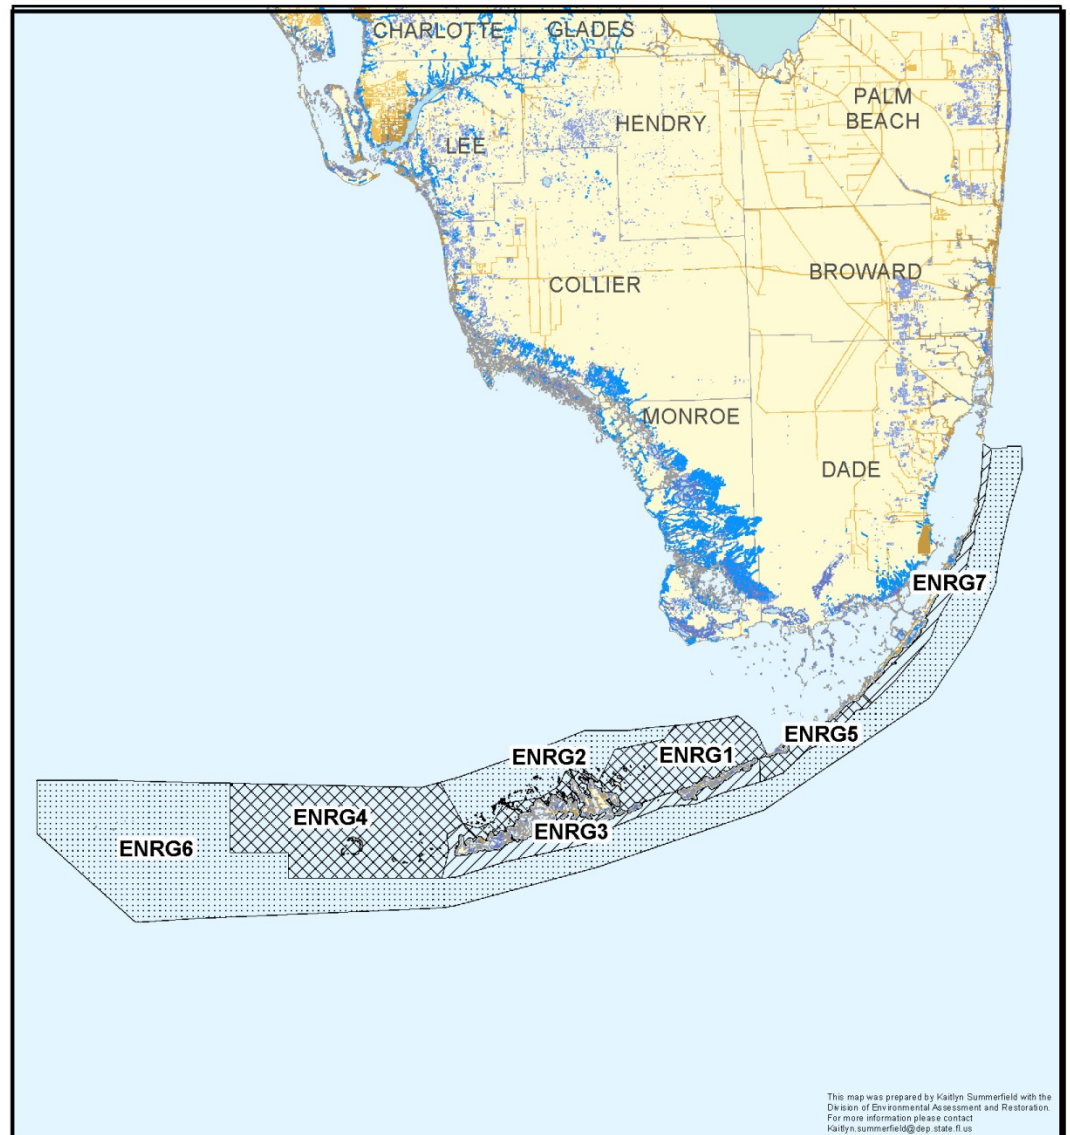 CHARLOTTE
GLADES
PALM
BEACH
HENDRY
LEE
BROWARD
COLLIER
MONROE
DADE
ENRG7
ENRG5
ENRG2
ENRG1
ENRG4
ENRG3
ENRG6
This map was prepared by Kaitlyn Summerfield with the
Division of Environmental Assessment and Restoration.
For more information please contact
Kaitlyn.summerfield@dep.state.fl.us